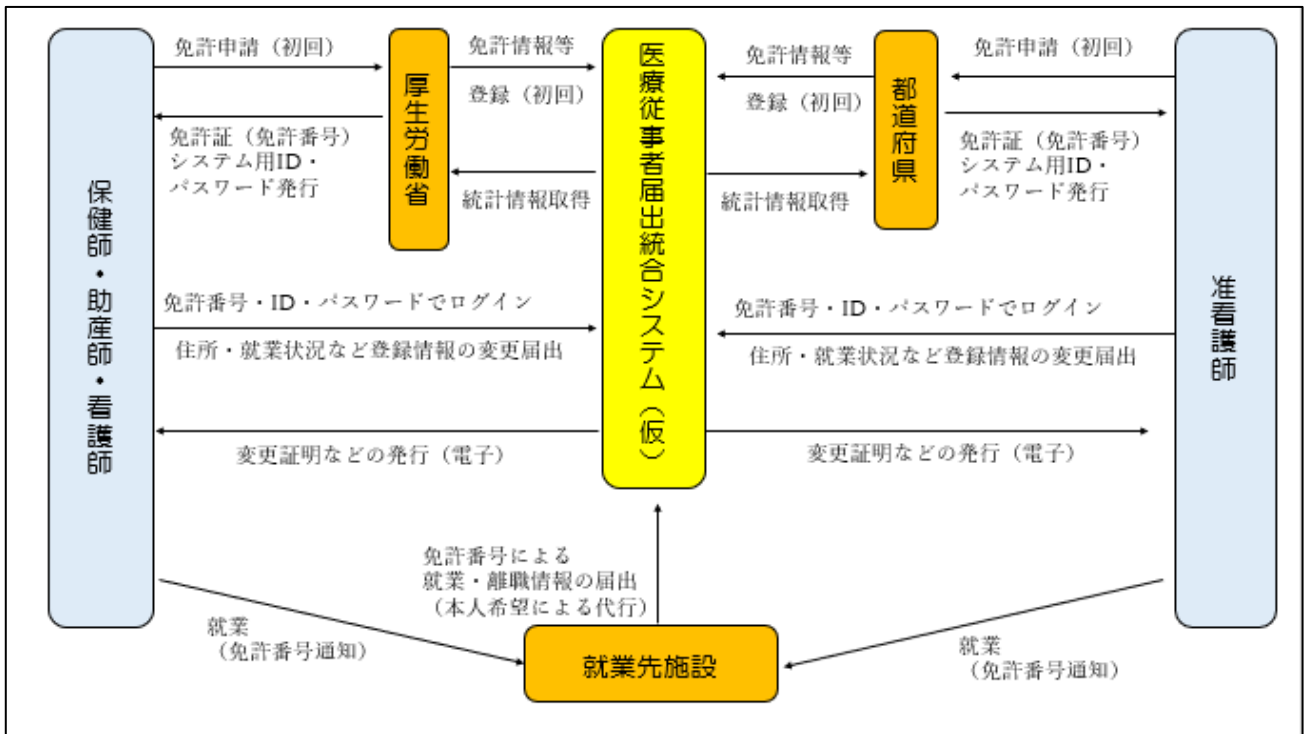 保健師・助産師・看護師
免許申請（初回）
免許証（免許番号）
システム用ID・
パスワード発行
厚生労働省
免許情報等
登録（初回）
統計情報取得
医療従事者届出統合システム（仮）
免許情報等
登録（初回）
統計情報取得
都道府県
免許申請（初回）
免許証（免許番号）
システム用ID・
パスワード発行
准看護師
免許番号・ID・パスワードでログイン
住所・就業状況など登録情報の変更届出
変更証明などの発行（電子）
免許番号・ID・パスワードでログイン
住所・就業状況など登録情報の変更届出
変更証明などの発行（電子）
免許番号による
就業・離職情報の届出
（本人希望による代行）
就業
（免許番号通知）
就業先施設
就業
（免許番号通知）